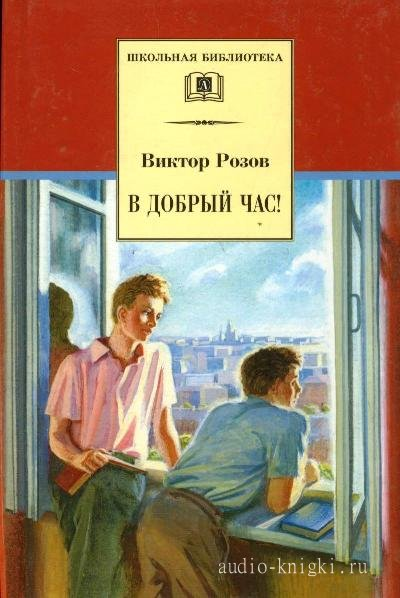 ШКОЛЬНАЯ БИБЛИОТЕКА
Виктор Розов
В ДОБРЫЙ ЧАС!
audio-knigki.ru